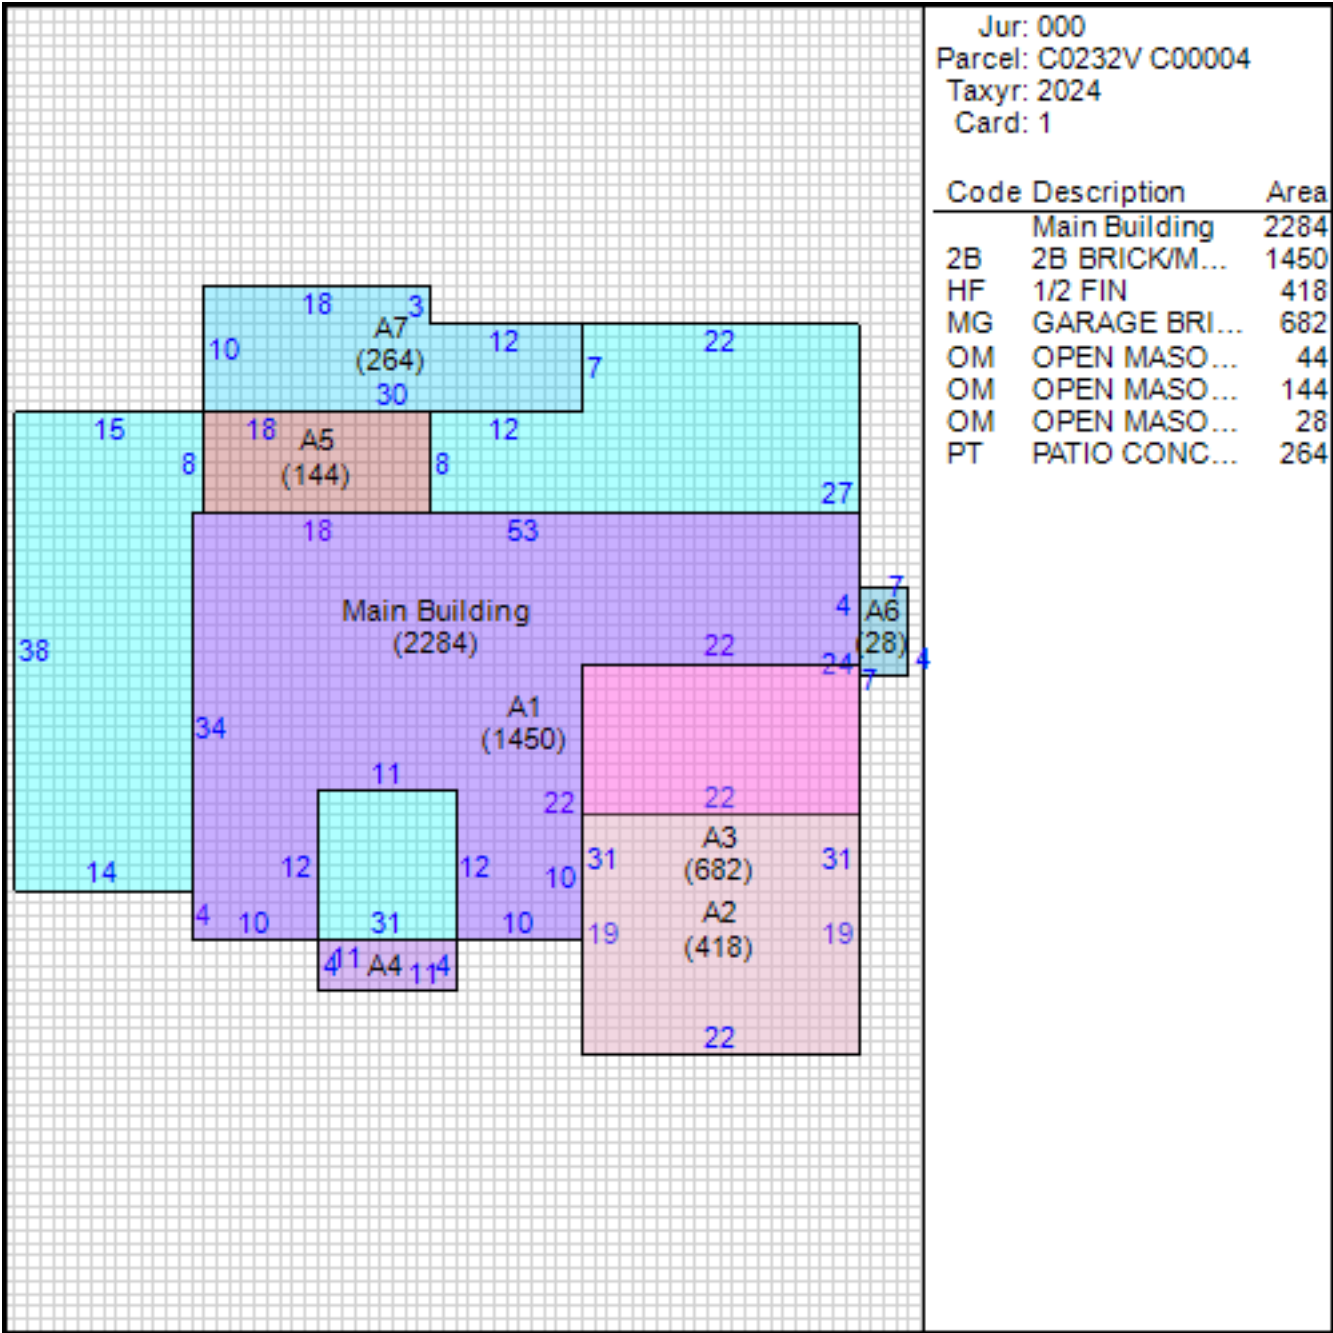 Jur: 000
Parcel: C0232V C00004
Taxyr: 2024
Card: 1
Code Description Area
Main Building 2284
2B 2B BRICK/M... 1450
HF 1/2 FIN 418
MG GARAGE BRI... 682
OM OPEN MASO... 44
OM OPEN MASO... 144
OM OPEN MASO... 28
PT PATIO CONC... 264
18 3
A7
12 22
10 (264)
7
30
15 18 12
A5
8 (144) 8
27
18 53
7
4 A6
Main Building
38 (2284) 22 24 (28) 4
7
A1
34 (1450)
11
22 22
A3
12 12 10 31 (682) 31
14
A2
4 10 31 10 19 (418) 19
4 11 A4 11 4
22